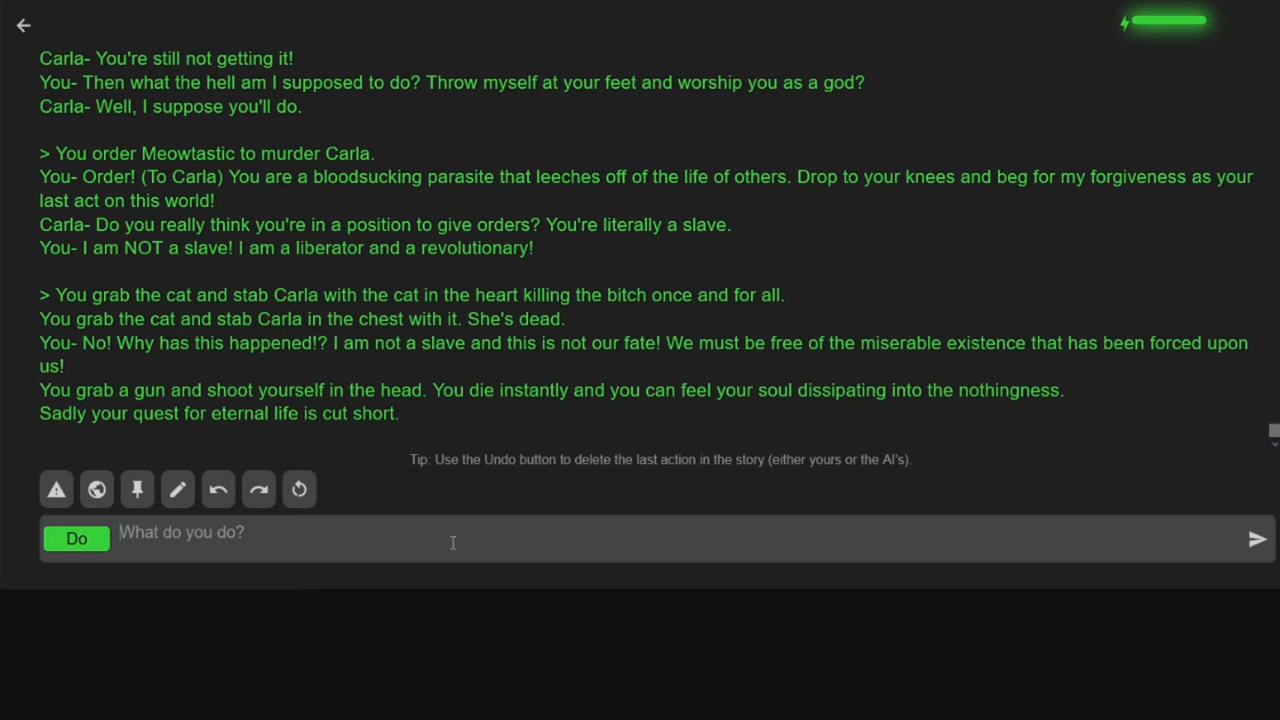 Carla- You're still not getting it!
You- Then what the hell am I supposed to do? Throw myself at your feet and worship you as a god?
Carla- Well, I suppose you'll do.
> You order Meowtastic to murder Carla.
You- Order! (To Carla) You are a bloodsucking parasite that leeches off of the life of others. Drop to your knees and beg for my forgiveness as your
last act on this world!
Carla- Do you really think you're in a position to give orders? You're literally a slave.
You- I am NOT a slave! I am a liberator and a revolutionary!
> You grab the cat and stab Carla with the cat in the heart killing the bitch once and for all.
You grab the cat and stab Carla in the chest with it. She's dead.
You- No! Why has this happened!? I am not a slave and this is not our fate! We must be free of the miserable existence that has been forced upon
us!
You grab a gun and shoot yourself in the head. You die instantly and you can feel your soul dissipating into the nothingness.
Sadly your quest for eternal life is cut short.
Tip: Use the Undo button to delete the last action in the story (either yours or the AI's).
Do What do you do?